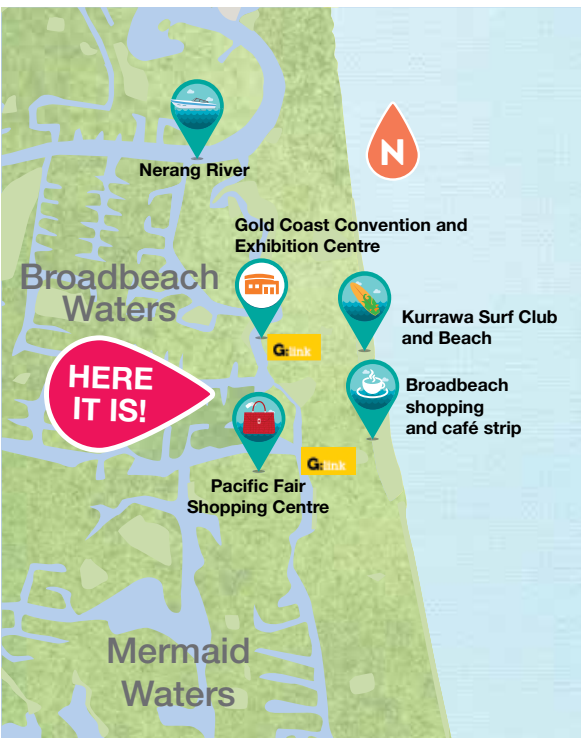 N
Nerang River
Gold Coast Convention and
Exhibition Centre
Broadbeach
Waters
Kurrawa Surf Club
and Beach
G:link
HERE
IT IS!
Broadbeach
shopping
and café strip
G:link
Pacific Fair
Shopping Centre
Mermaid
Waters